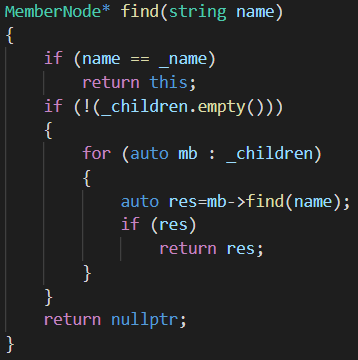 MemberNode* find(string name)
{
    if (name == _name)
        return this;
    if (!(_children.empty()))
    {
        for (auto mb : _children)
        {
            auto res=mb->find(name);
            if (res)
                return res;
        }
    }
    return nullptr;
}